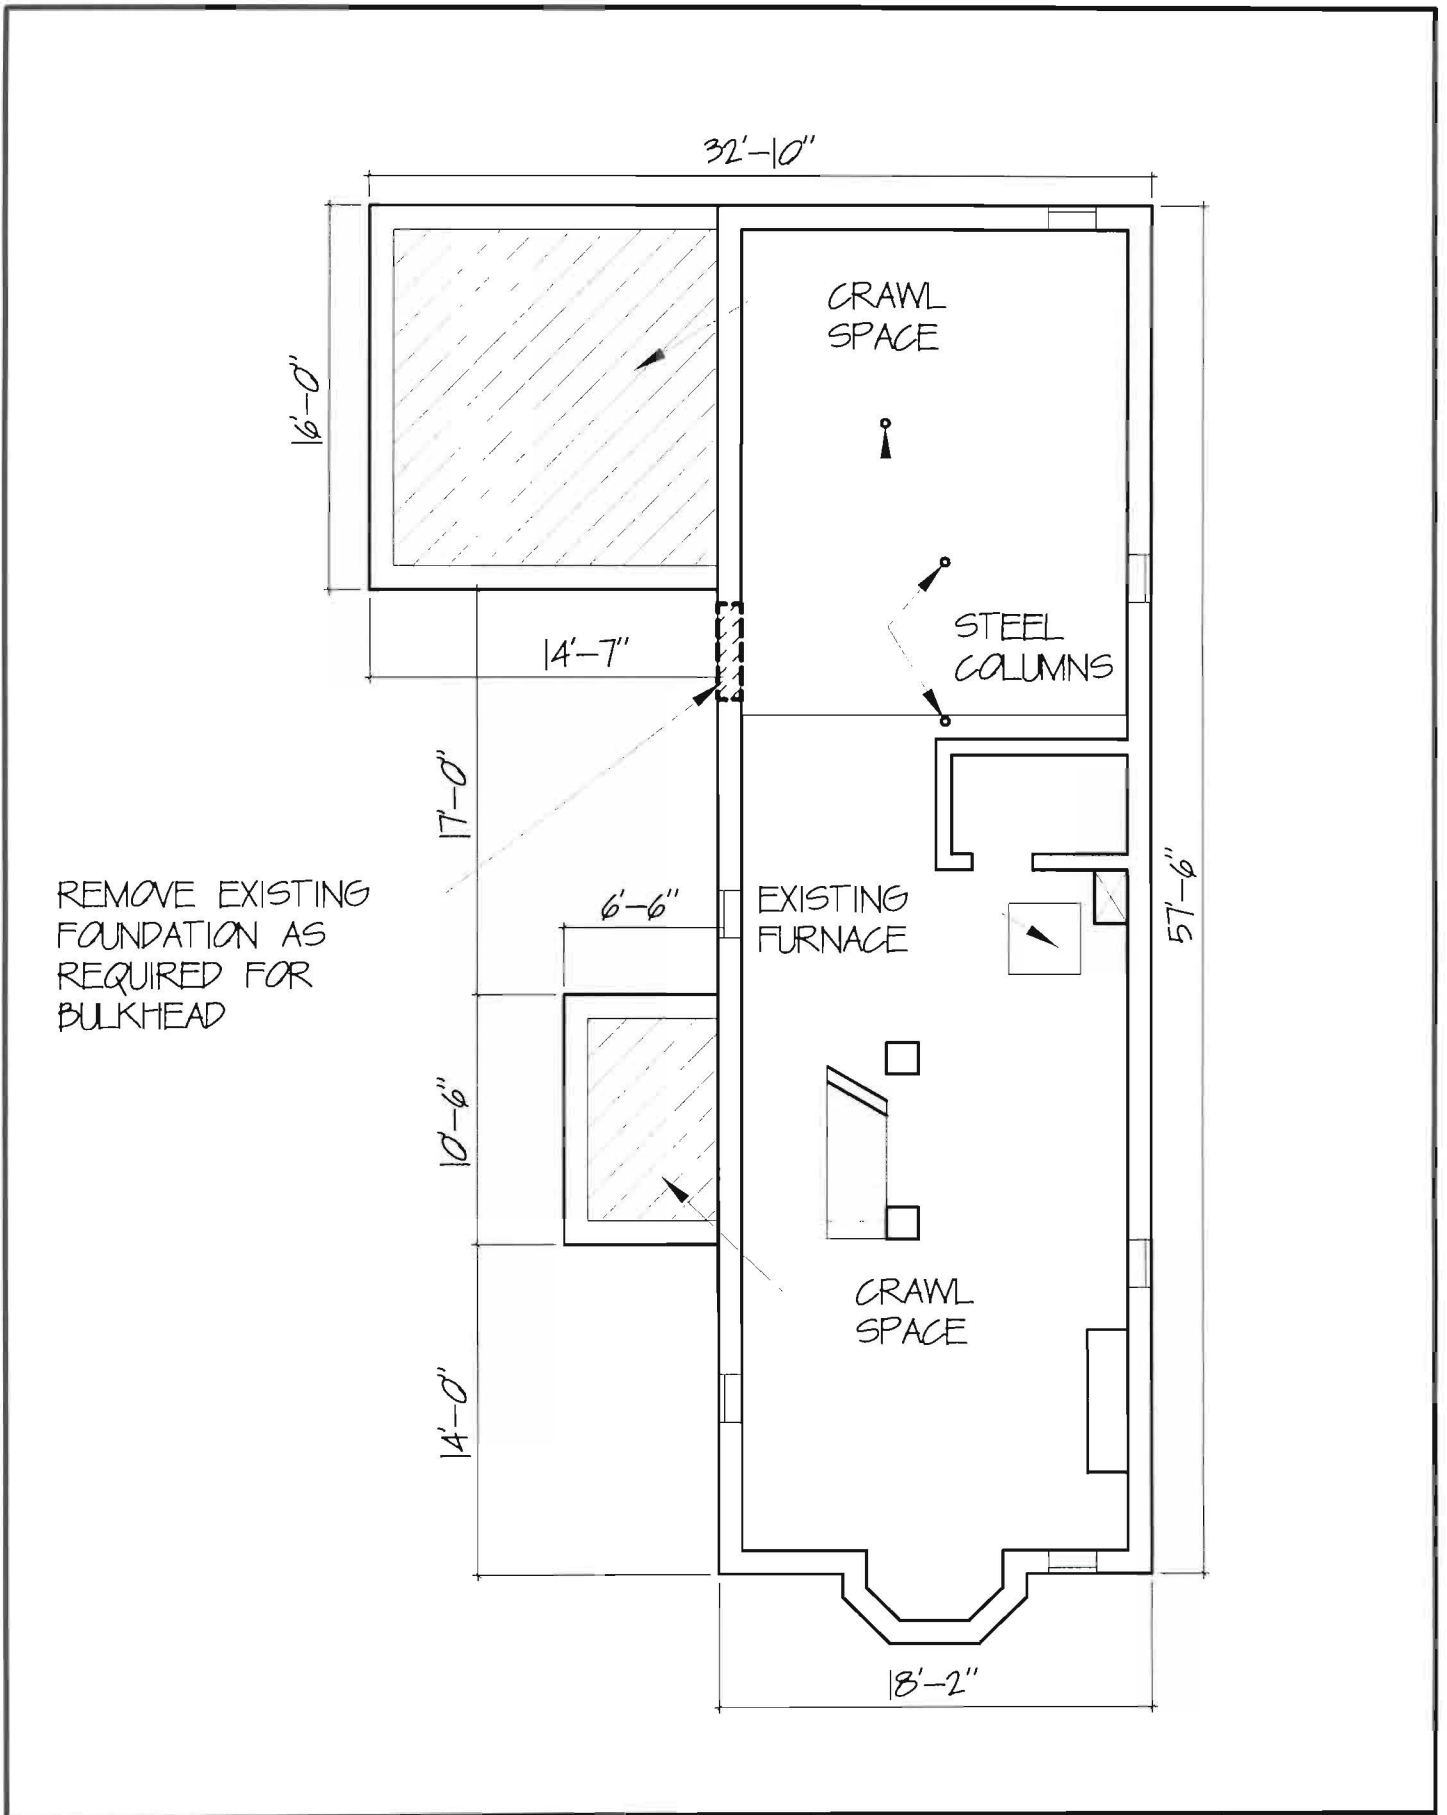 32'-10"
CRAWL
SPACE
16'-0"
STEEL
COLUMNS
14'-7"
17'-0"
REMOVE EXISTING
FOUNDATION AS
REQUIRED FOR
BULKHEAD
6'-6"
EXISTING
FURNACE
57'-6"
10'-6"
CRAWL
SPACE
14'-0"
18'-2"